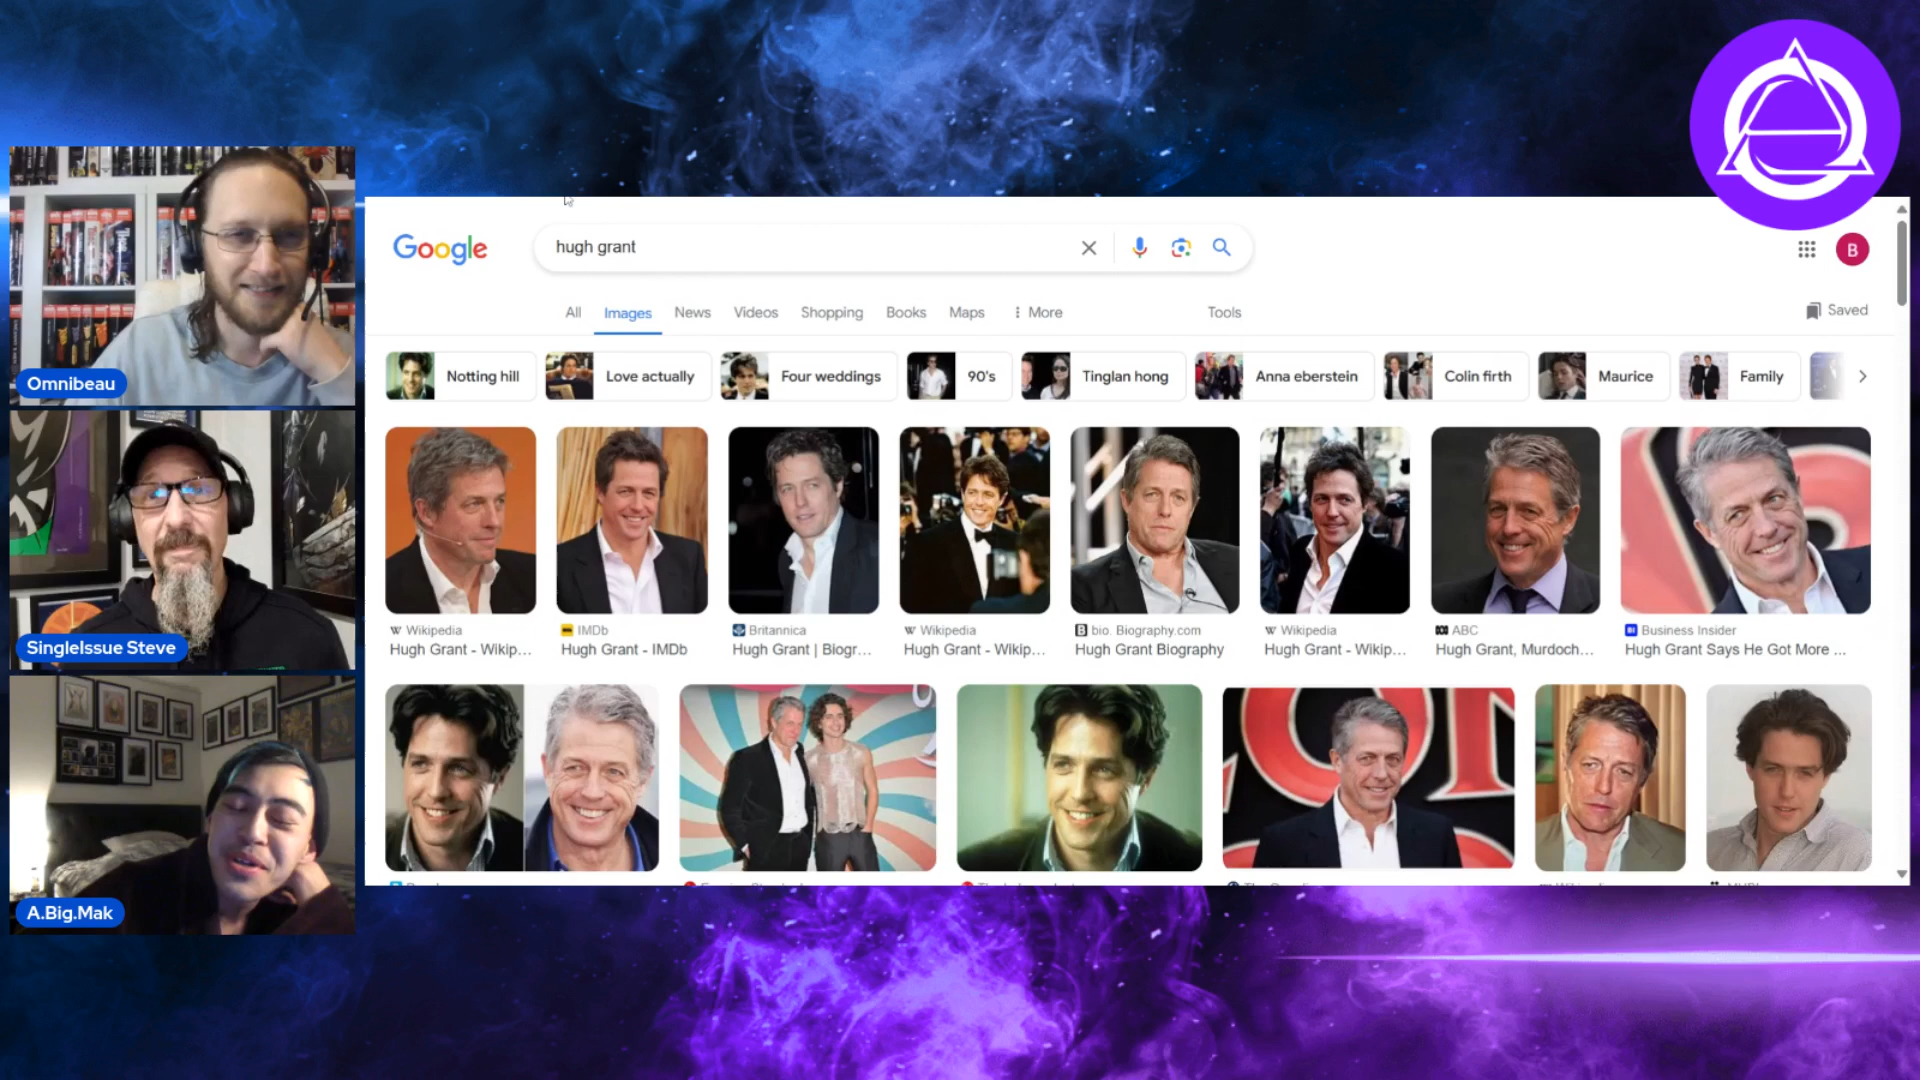 Google
hugh grant
B
All
Images
News
Videos
Shopping
Books
Maps
More
Tools
Saved
Notting hill
Love actually
Four weddings
90's
Tinglan hong
Anna eberstein
Colin firth
Maurice
Family
W Wikipedia
Hugh Grant - Wikip...
IMDb
Hugh Grant - IMDb
Britannica
Hugh Grant | Biogr...
W Wikipedia
Hugh Grant - Wikip...
B bio. Biography.com
Hugh Grant Biography
W Wikipedia
Hugh Grant - Wikip...
ABC
Hugh Grant, Murdoch...
BI Business Insider
Hugh Grant Says He Got More ...
Omnibeau
SingleIssue Steve
A.Big.Mak